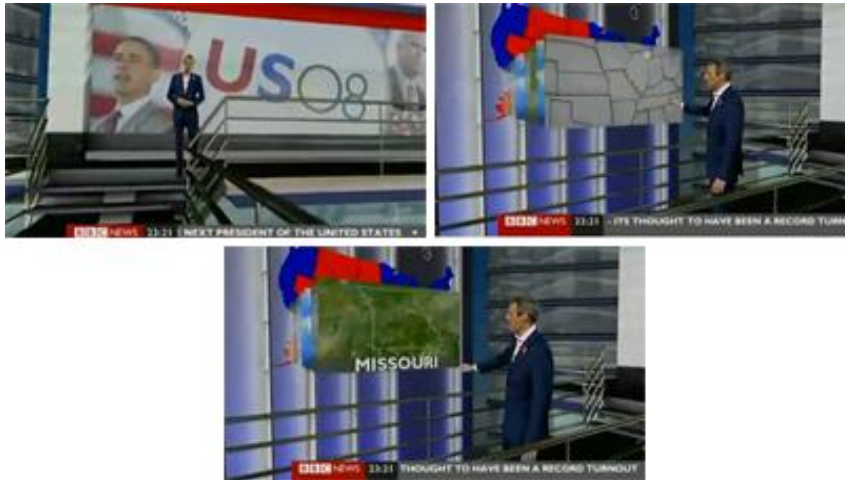 US08
BBC NEWS 23:21 NEXT PRESIDENT OF THE UNITED STATES
BBC NEWS 23:21 - ITS THOUGHT TO HAVE BEEN A RECORD TURN
MISSOURI
BBC NEWS 23:21 THOUGHT TO HAVE BEEN A RECORD TURNOUT